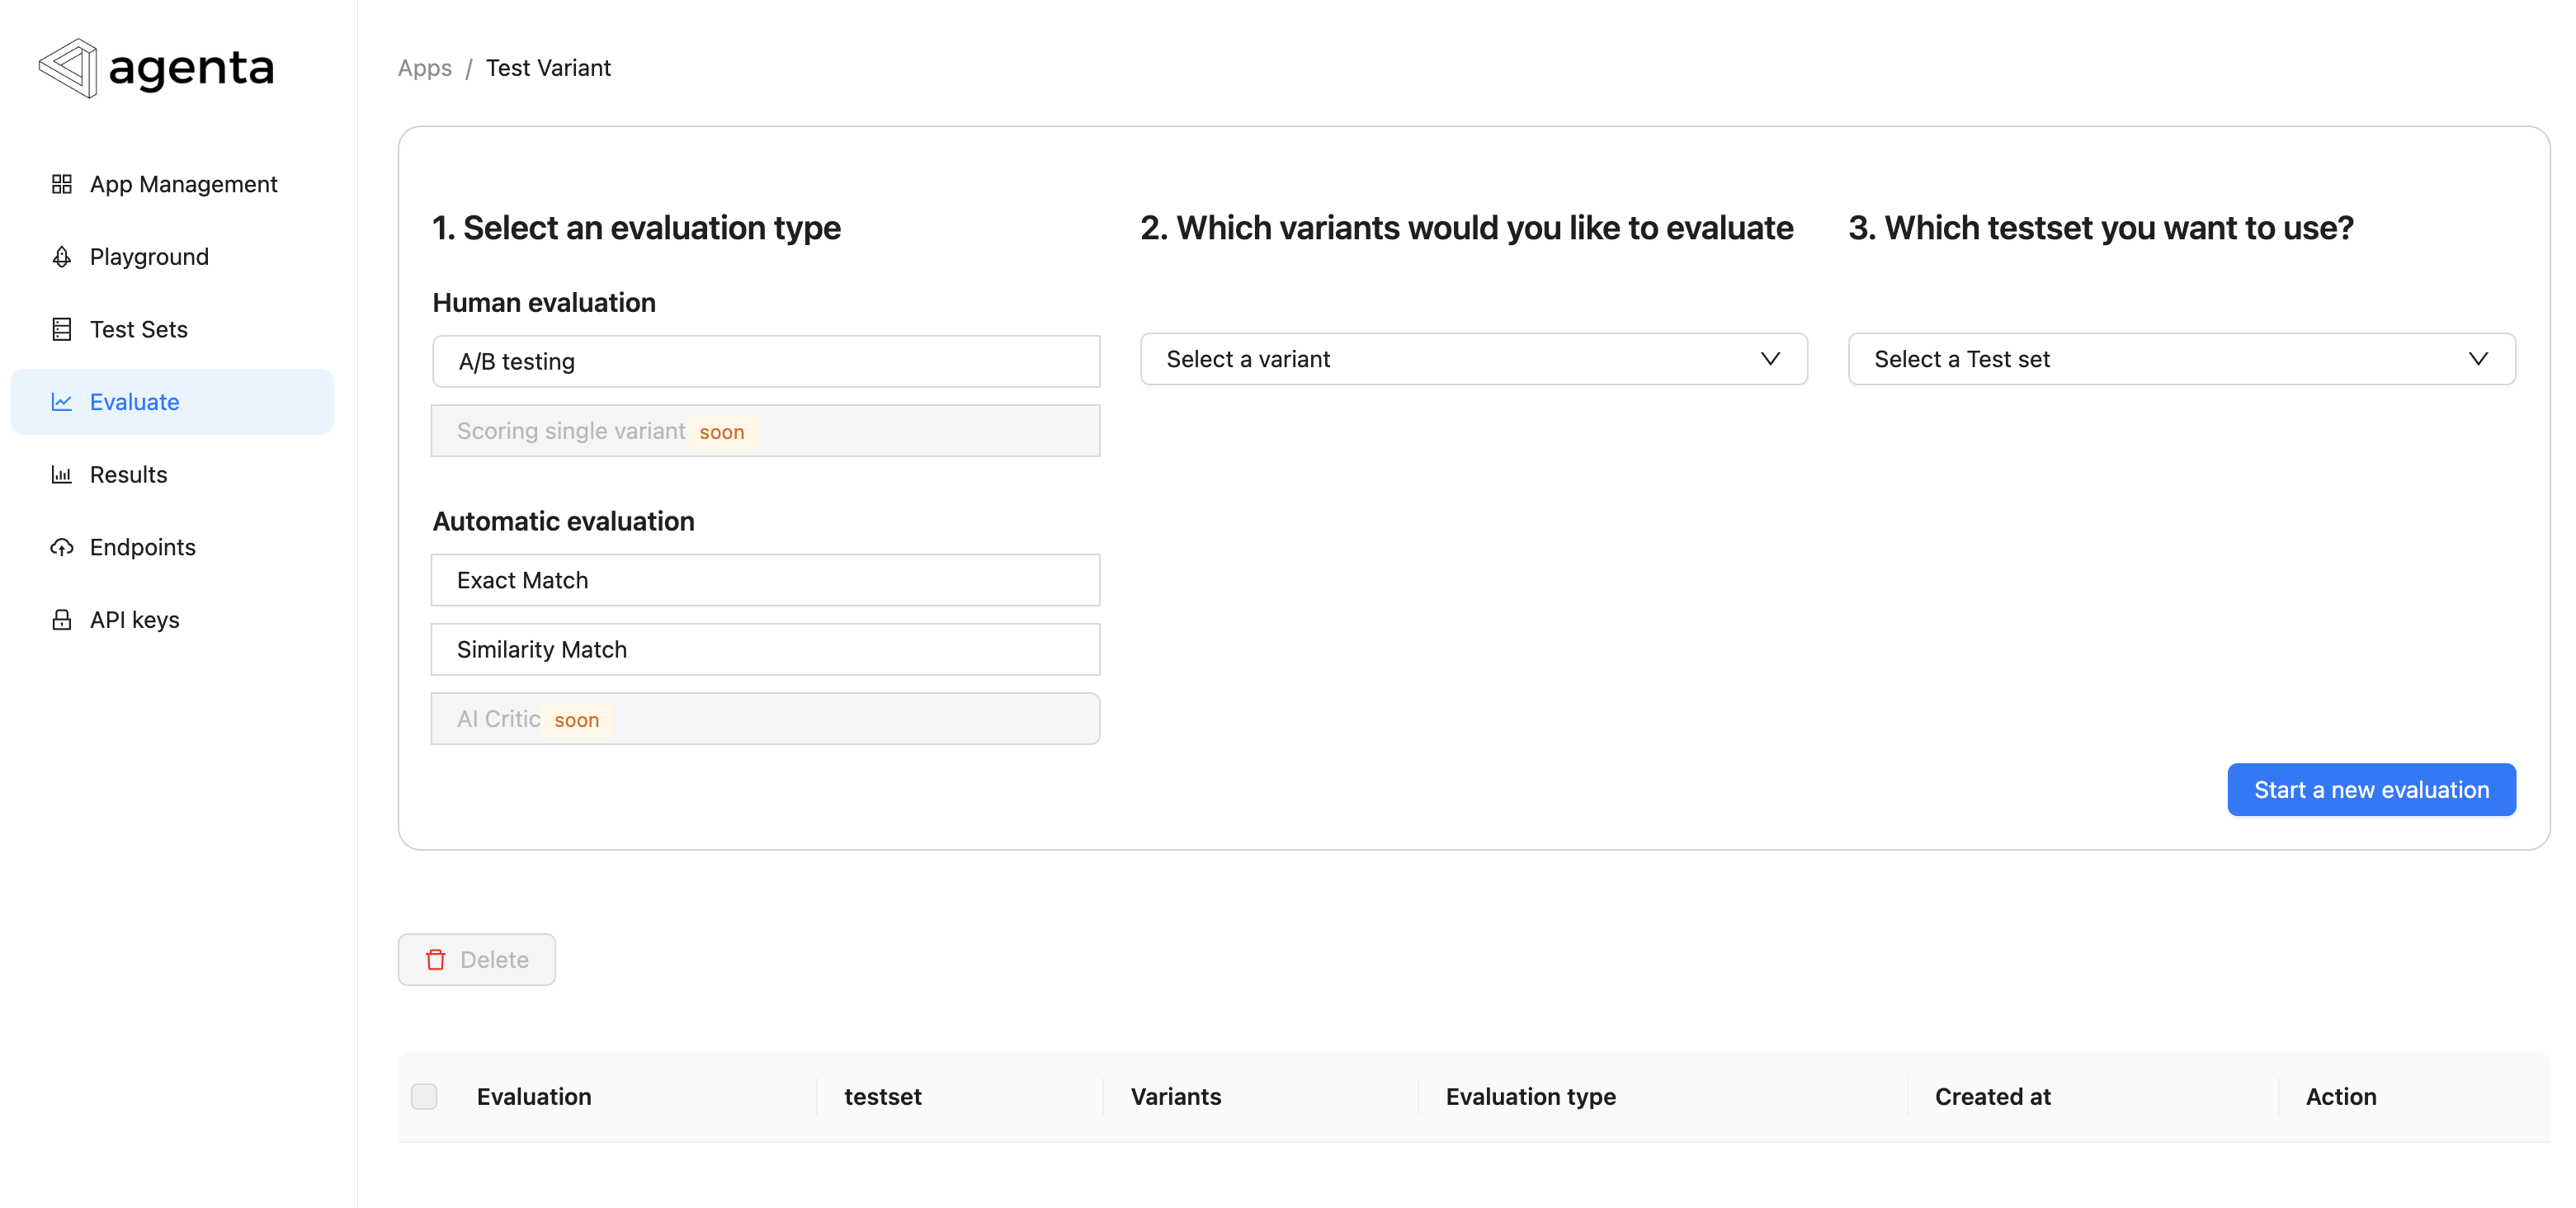 agenta
App Management
Playground
Test Sets
Evaluate
Results
Endpoints
API keys
Apps / Test Variant
1. Select an evaluation type
Human evaluation
A/B testing
Scoring single variant soon
Automatic evaluation
Exact Match
Similarity Match
AI Critic soon
2. Which variants would you like to evaluate
Select a variant
3. Which testset you want to use?
Select a Test set
Start a new evaluation
Delete
Evaluation testset Variants Evaluation type Created at Action